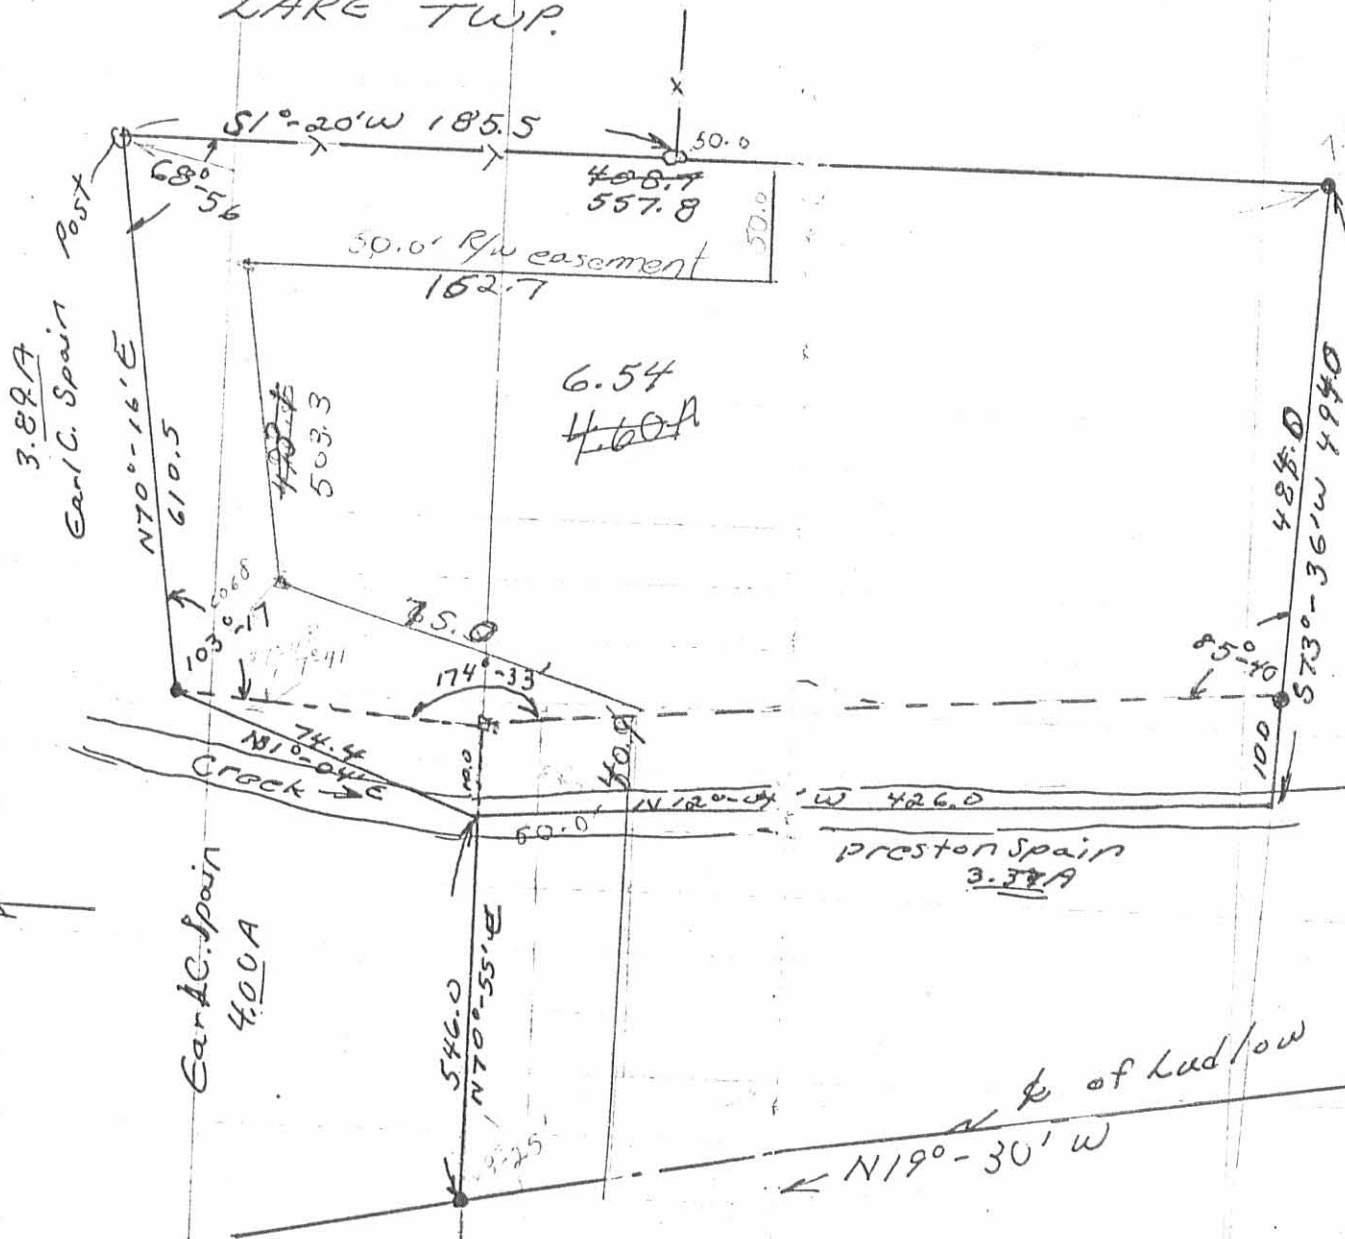 LAKE TWP.
S1°-20'W 185.5
50.0
408.7
557.8
68°-56
Post
50.0' R/W easement
162.7
50.0
3.89A
Earl C. Spain
N70°-16'E
610.5
503.3
6.54
4.60A
S73°-36'W 494.0
484.0
103°-17
75.0
174°-33'
85°-40
10.0
40.9
100
74.4
N81°-04'E
Creek
N12°-04'W 426.0
50.0'
Preston Spain
3.37A
Earl C. Spain
4.00A
546.0
N70°-55'E
℄ of Ludlow
N19°-30' W